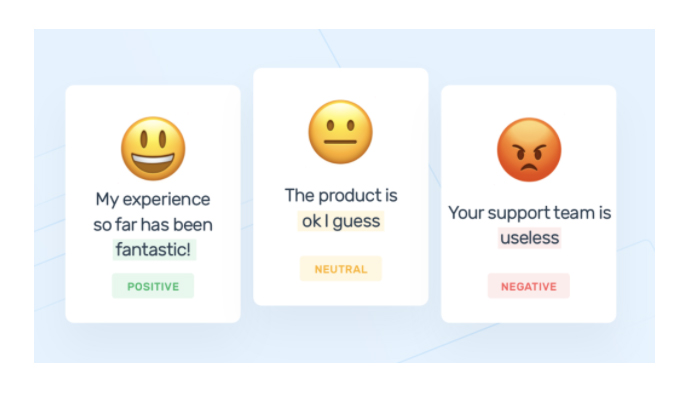 My experience
so far has been
fantastic!
POSITIVE
The product is
ok I guess
NEUTRAL
Your support team is
useless
NEGATIVE